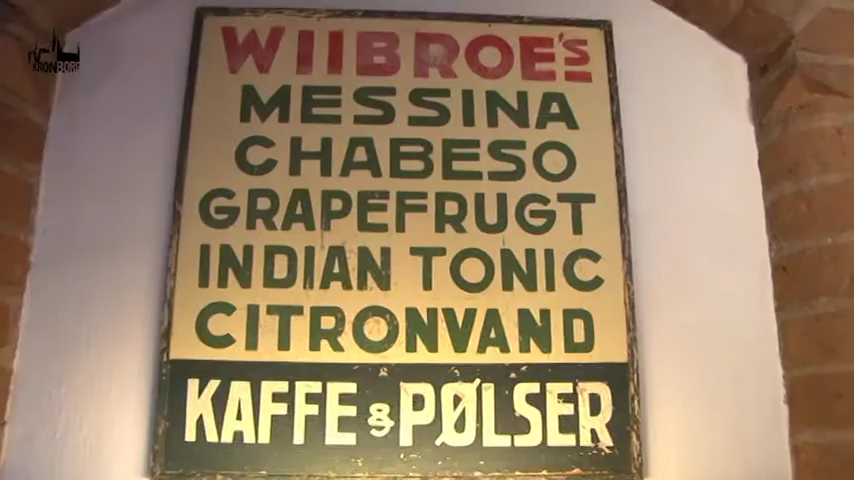 KRONBORG
WIIBROE'S
MESSINA
CHABESO
GRAPEFRUGT
INDIAN TONIC
CITRONVAND
KAFFE & PØLSER